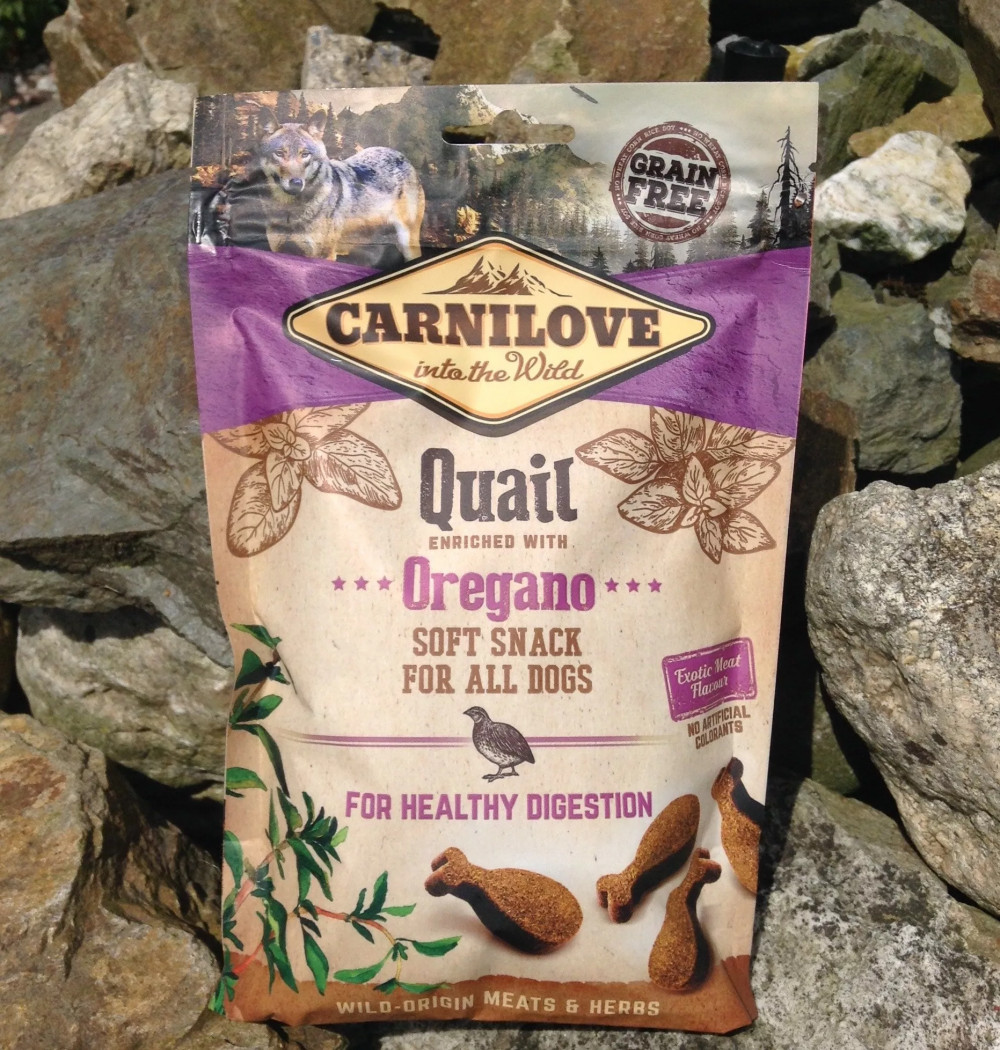 GRAIN
FREE
CARNILOVE
into the Wild
Quail
ENRICHED WITH
Oregano
SOFT SNACK
FOR ALL DOGS
Exotic Meat
Flavour
NO ARTIFICIAL
COLORANTS
FOR HEALTHY DIGESTION
WILD-ORIGIN MEATS & HERBS